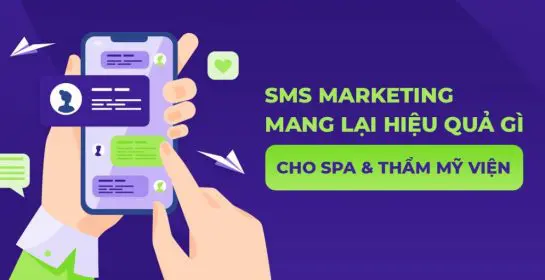 SMS MARKETING
MANG LẠI HIỆU QUẢ GÌ
CHO SPA & THẨM MỸ VIỆN